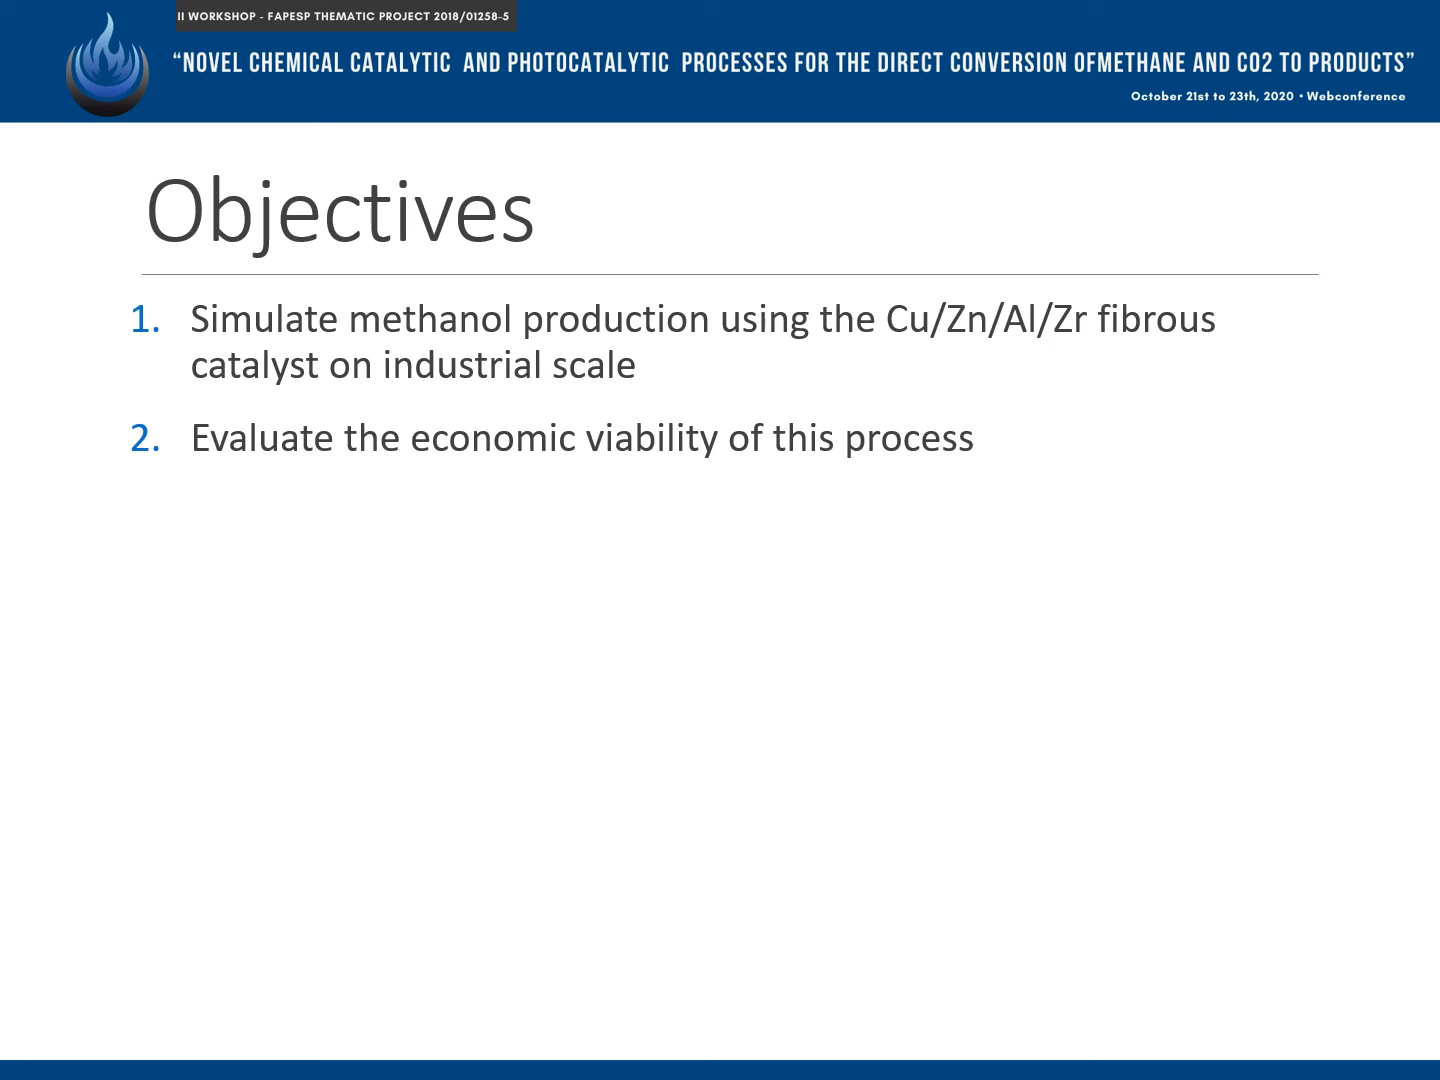 II WORKSHOP - FAPESP THEMATIC PROJECT 2018/01258-5
“NOVEL CHEMICAL CATALYTIC AND PHOTOCATALYTIC PROCESSES FOR THE DIRECT CONVERSION OFMETHANE AND CO2 TO PRODUCTS”
October 21st to 23th, 2020 • Webconference
Objectives
1. Simulate methanol production using the Cu/Zn/Al/Zr fibrous
catalyst on industrial scale
2. Evaluate the economic viability of this process